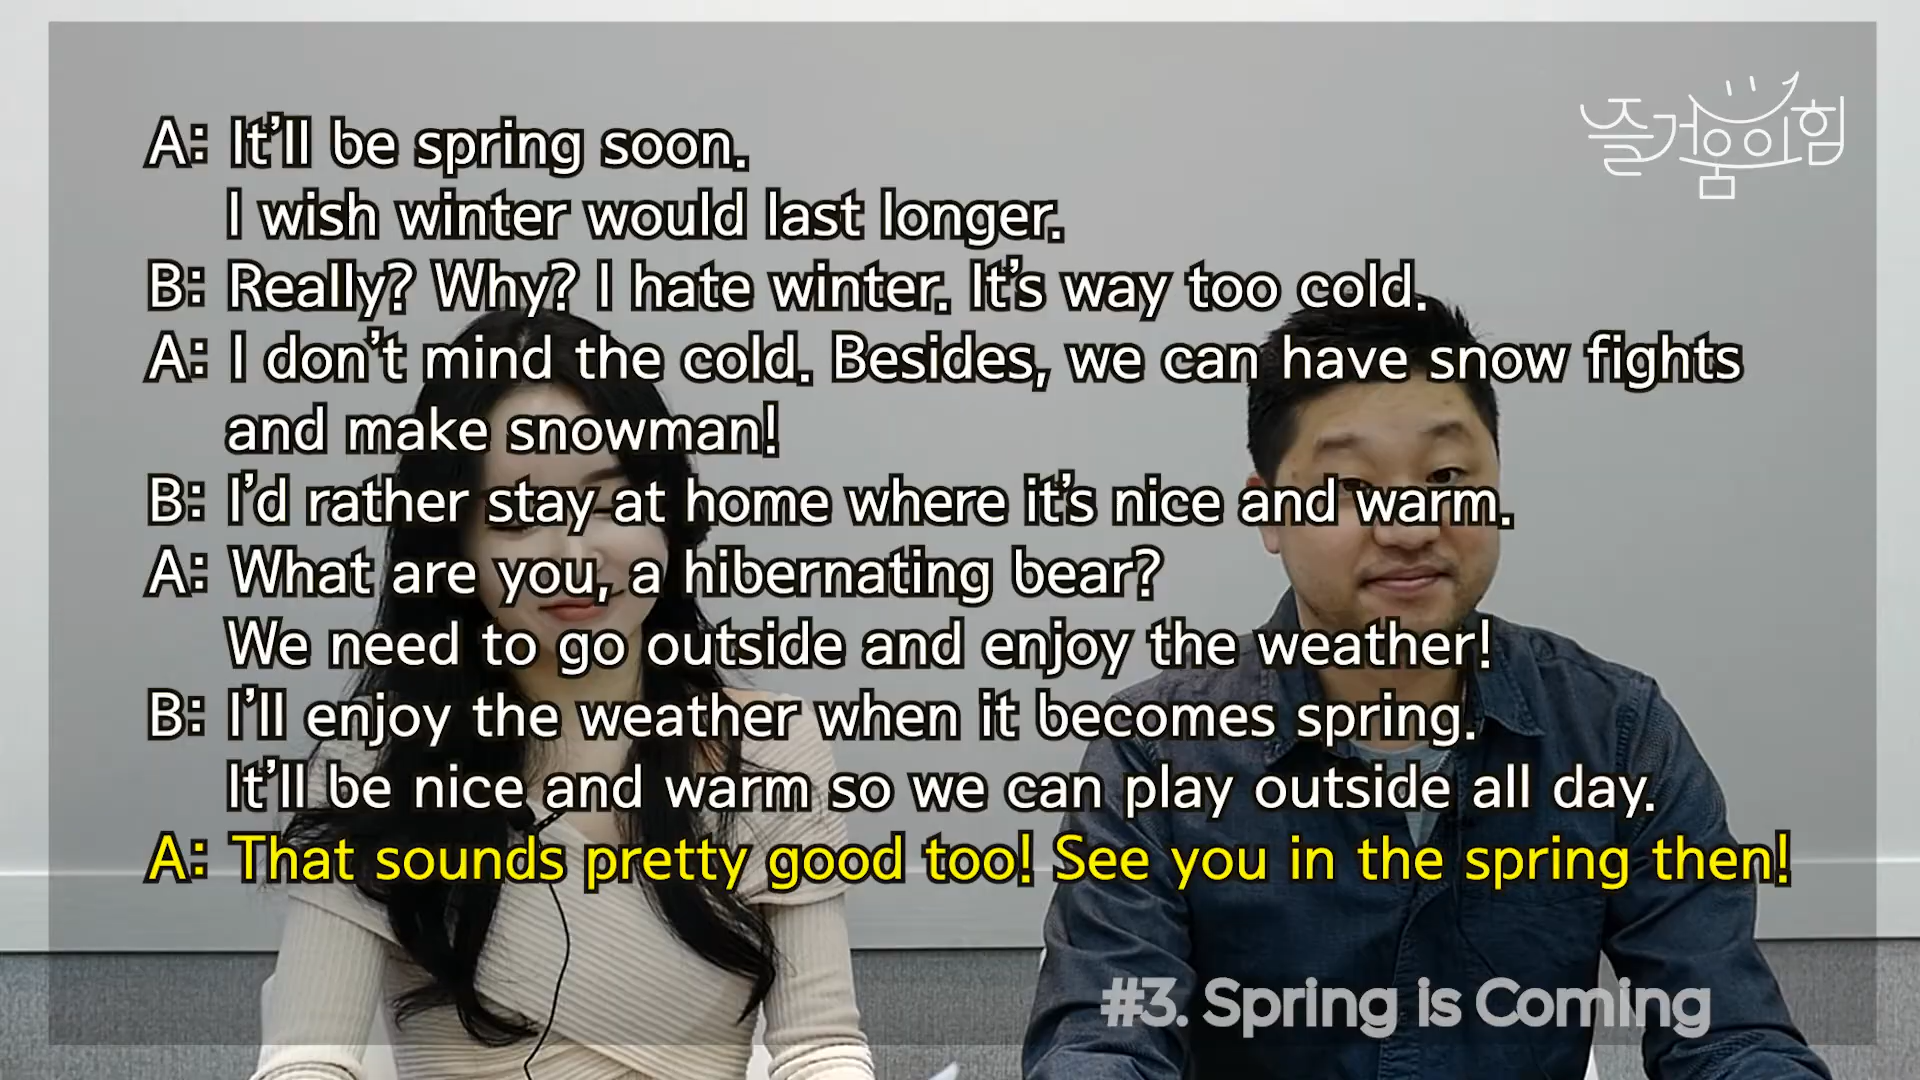 즐거움의힘
A: It'll be spring soon.
I wish winter would last longer.
B: Really? Why? I hate winter. It's way too cold.
A: I don't mind the cold. Besides, we can have snow fights
and make snowman!
B: I'd rather stay at home where it's nice and warm.
A: What are you, a hibernating bear?
We need to go outside and enjoy the weather!
B: I'll enjoy the weather when it becomes spring.
It'll be nice and warm so we can play outside all day.
A: That sounds pretty good too! See you in the spring then!
#3. Spring is Coming